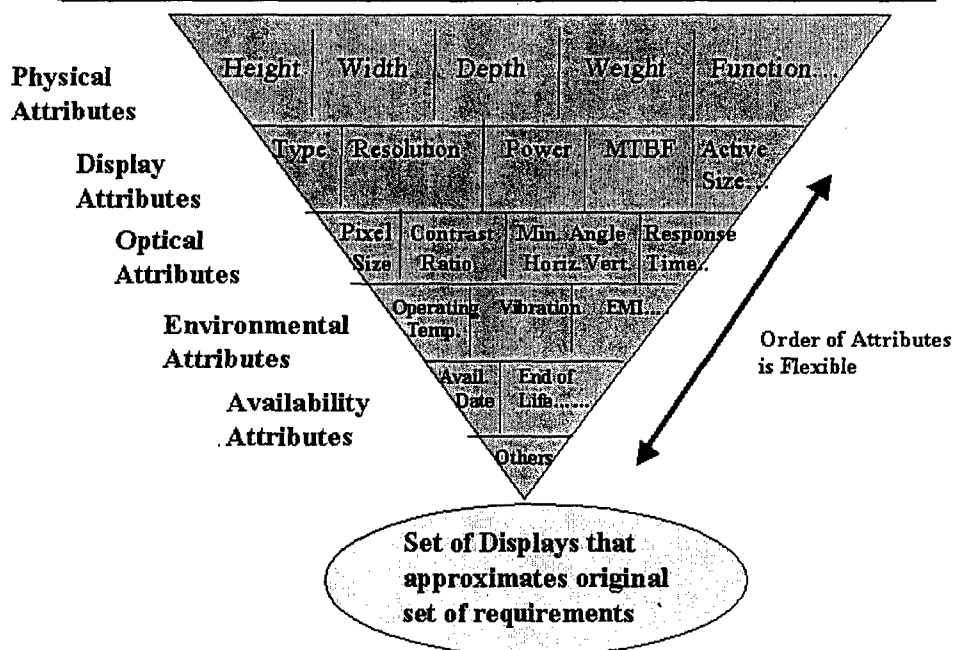 Physical
Attributes
Height Width Depth Weight Function....
Display
Attributes
Type Resolution Power MTBF Active
Size...
Optical
Attributes
Pixel Contrast Min. Angle Response
Size Ratio Horiz.Vert. Time..
Environmental
Attributes
Operating Vibration EMI....
Temp.
Availability
Attributes
Avail. End of
Date Life.......
Others
Order of Attributes
is Flexible
Set of Displays that
approximates original
set of requirements